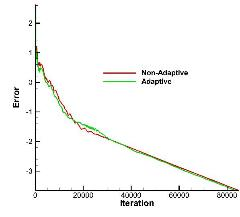 2
1
0
-1
-2
-3
Error
Non-Adaptive
Adaptive
0
20000
40000
60000
80000
Iteration